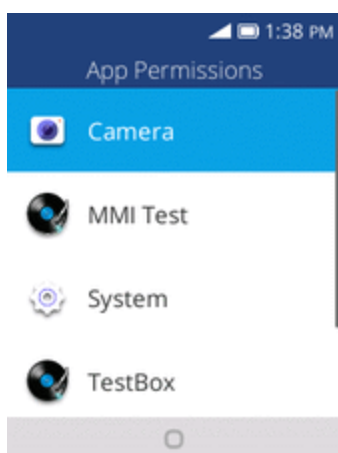 1:38 PM
App Permissions
Camera
MMI Test
System
TestBox